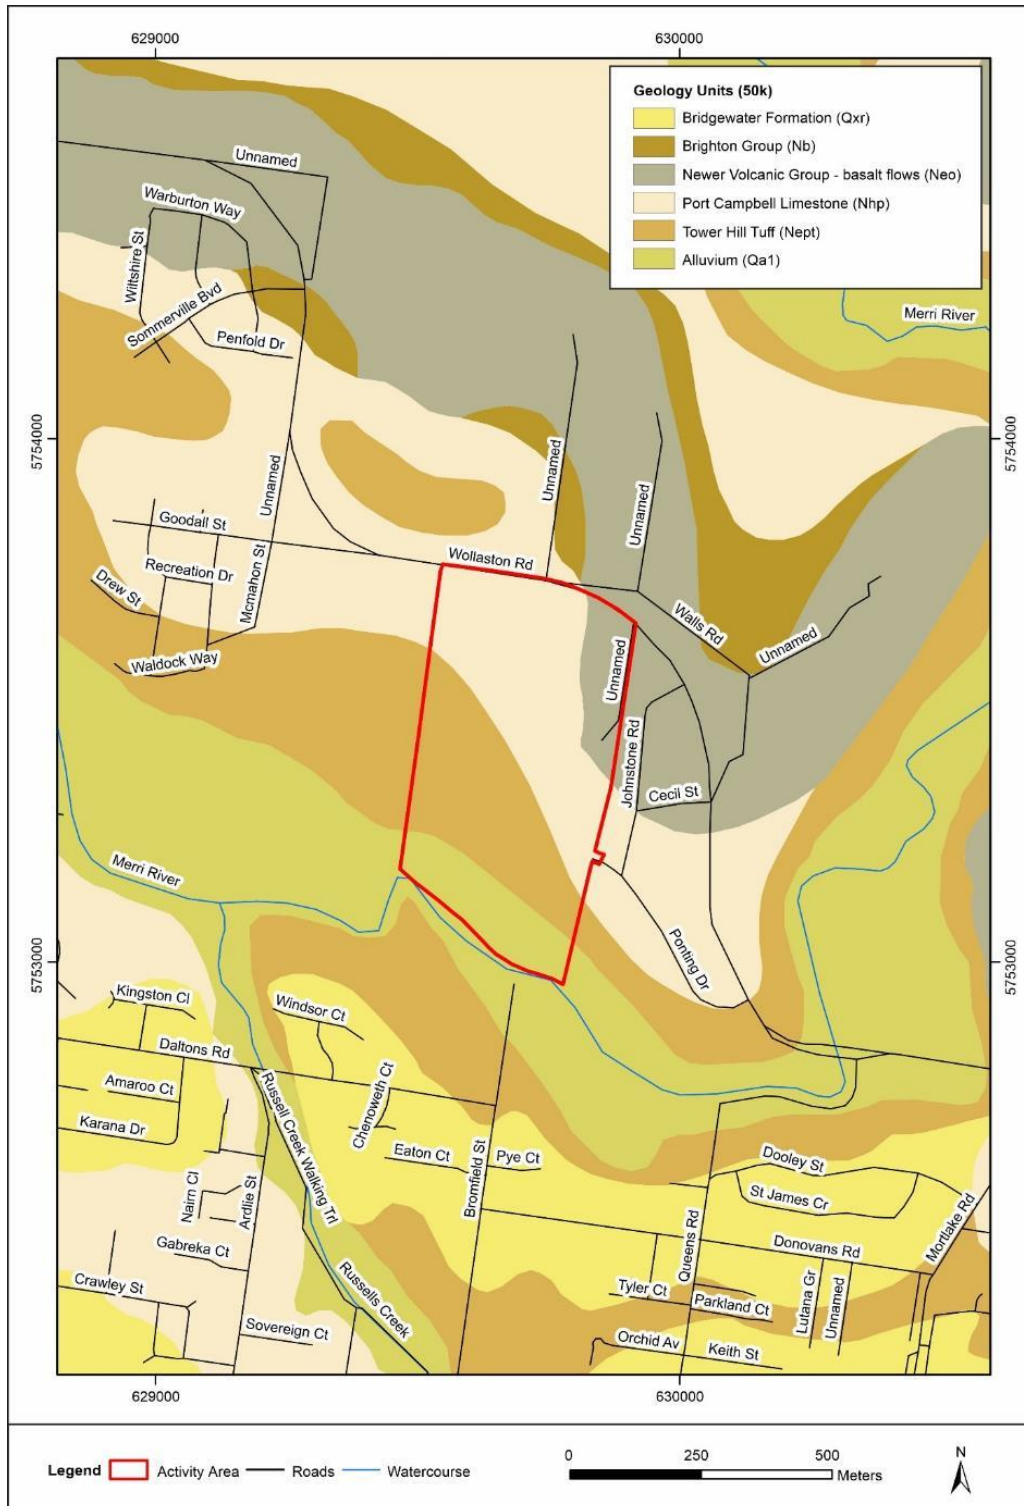 629000
630000
Geology Units (50k)
Bridgewater Formation (Qxr)
Brighton Group (Nb)
Newer Volcanic Group - basalt flows (Neo)
Port Campbell Limestone (Nhp)
Tower Hill Tuff (Nept)
Alluvium (Qa1)
Unnamed
Warburton Way
Wiltshire St
Sommerville Bvd
Penfold Dr
Merri River
5754000
5754000
Unnamed
Unnamed
Unnamed
Goodall St
Wollaston Rd
Recreation Dr
Drew St
Mcmahon St
Waldock Way
Walls Rd
Unnamed
Unnamed
Johnstone Rd
Cecil St
Merri River
Ponting Dr
5753000
5753000
Kingston Cl
Windsor Ct
Daltons Rd
Amaroo Ct
Karana Dr
Russell Creek Walking Trl
Chenoweth Ct
Eaton Ct
Bromfield St
Pye Ct
Dooley St
St James Cr
Nairn Cl
Ardlie St
Gabreka Ct
Queens Rd
Donovans Rd
Mortlake Rd
Crawley St
Russells Creek
Tyler Ct
Parkland Ct
Lutana Gr
Unnamed
Sovereign Ct
Orchid Av
Keith St
629000
630000
Legend
Activity Area
Roads
Watercourse
0 250 500
Meters
N